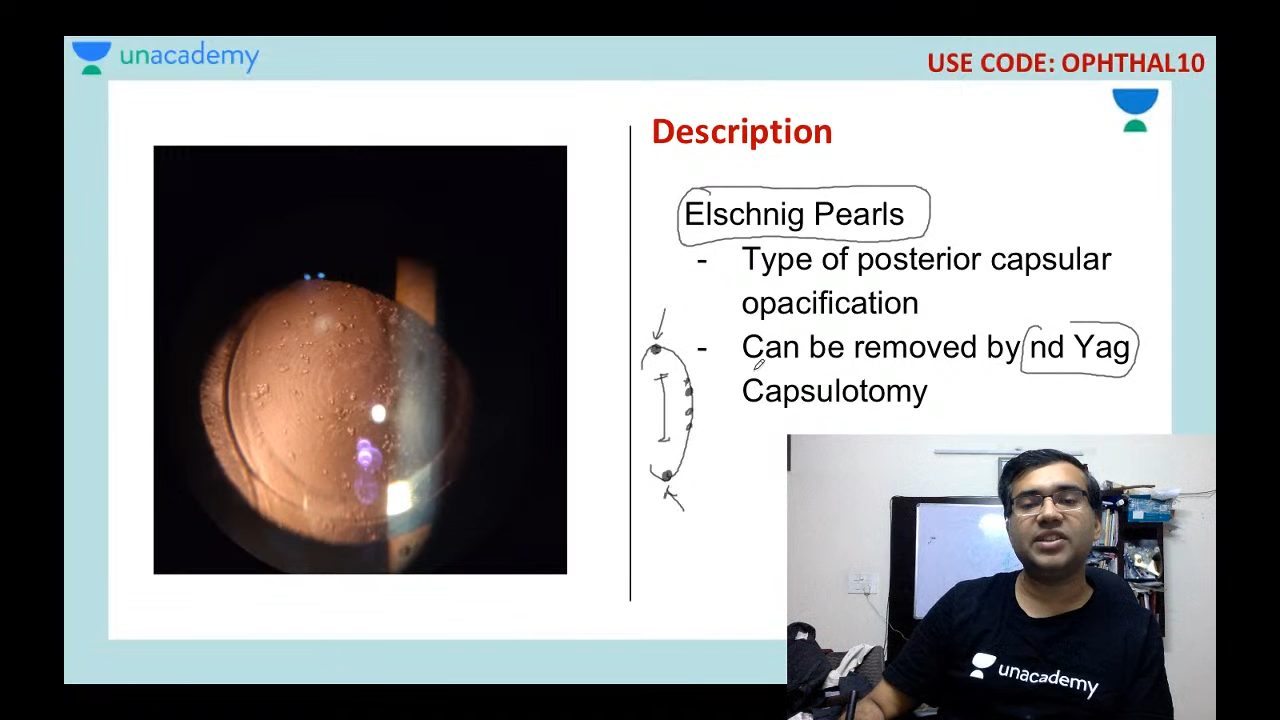 unacademy
USE CODE: OPHTHAL10
Description
Elschnig Pearls
- Type of posterior capsular
opacification
- Can be removed by nd Yag
Capsulotomy
unacademy